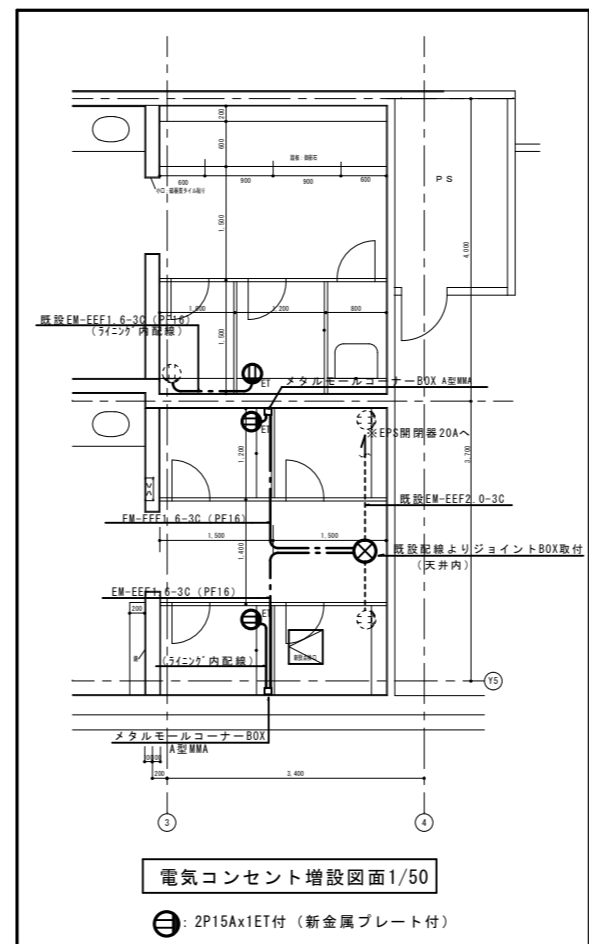 200
600
600
900
900
600
PS
1,500
4,000
1,000
1,200
800
既設EM-EEF1.6-3C (PF16)
(ライニング内配線)
1,500
ET
メタルモールコーナーBOX A型MMA
ET
※EPS開閉器20Aへ
1,200
3,700
既設EM-EEF2.0-3C
EM-EEF1.6-3C (PF16)
1,500
1,500
既設配線よりジョイントBOX取付
(天井内)
1,400
EM-EEF1.6-3C (PF16)
200
ET
(ライニング内配線)
Y5
メタルモールコーナーBOX
A型MMA
200
3,400
3
4
電気コンセント増設図面1/50
: 2P15Ax1ET付 (新金属プレート付)